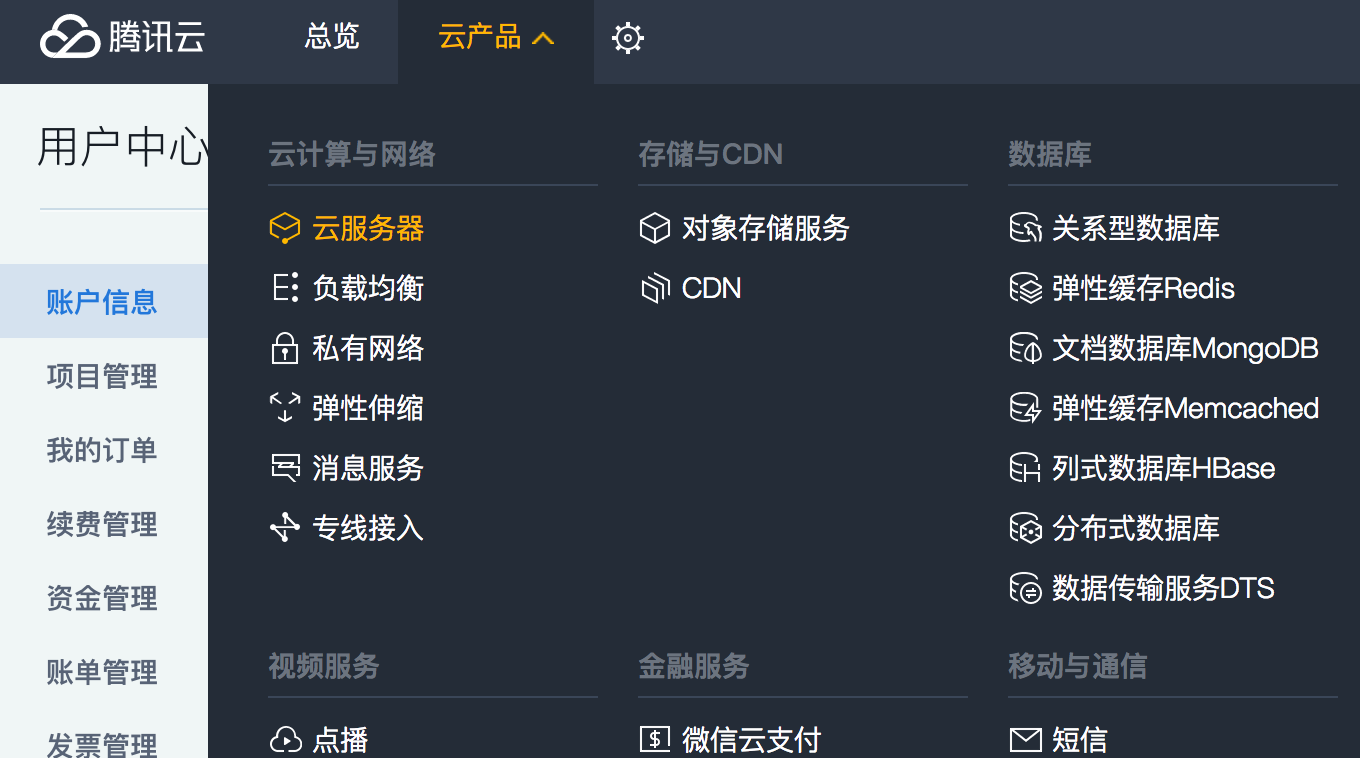 腾讯云
总览
云产品
用户中心
账户信息
项目管理
我的订单
续费管理
资金管理
账单管理
发票管理
云计算与网络
云服务器
负载均衡
私有网络
弹性伸缩
消息服务
专线接入
存储与CDN
对象存储服务
CDN
数据库
关系型数据库
弹性缓存Redis
文档数据库MongoDB
弹性缓存Memcached
列式数据库HBase
分布式数据库
数据传输服务DTS
视频服务
点播
金融服务
微信云支付
移动与通信
短信